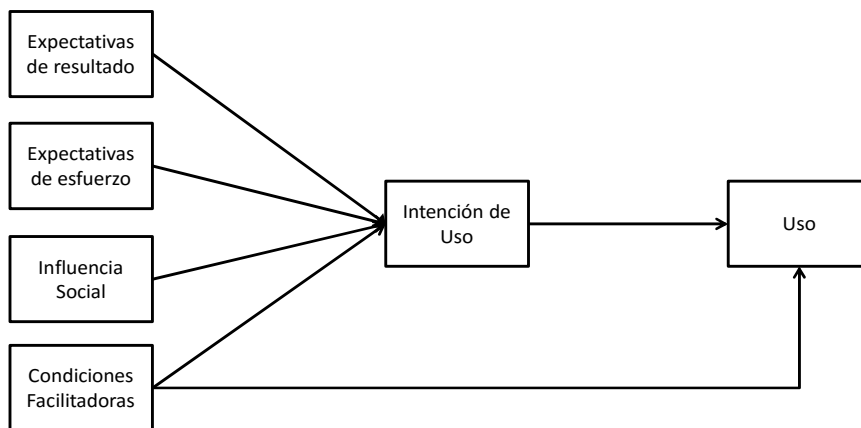 Expectativas
de resultado
Expectativas
de esfuerzo
Influencia
Social
Condiciones
Facilitadoras
Intención de
Uso
Uso